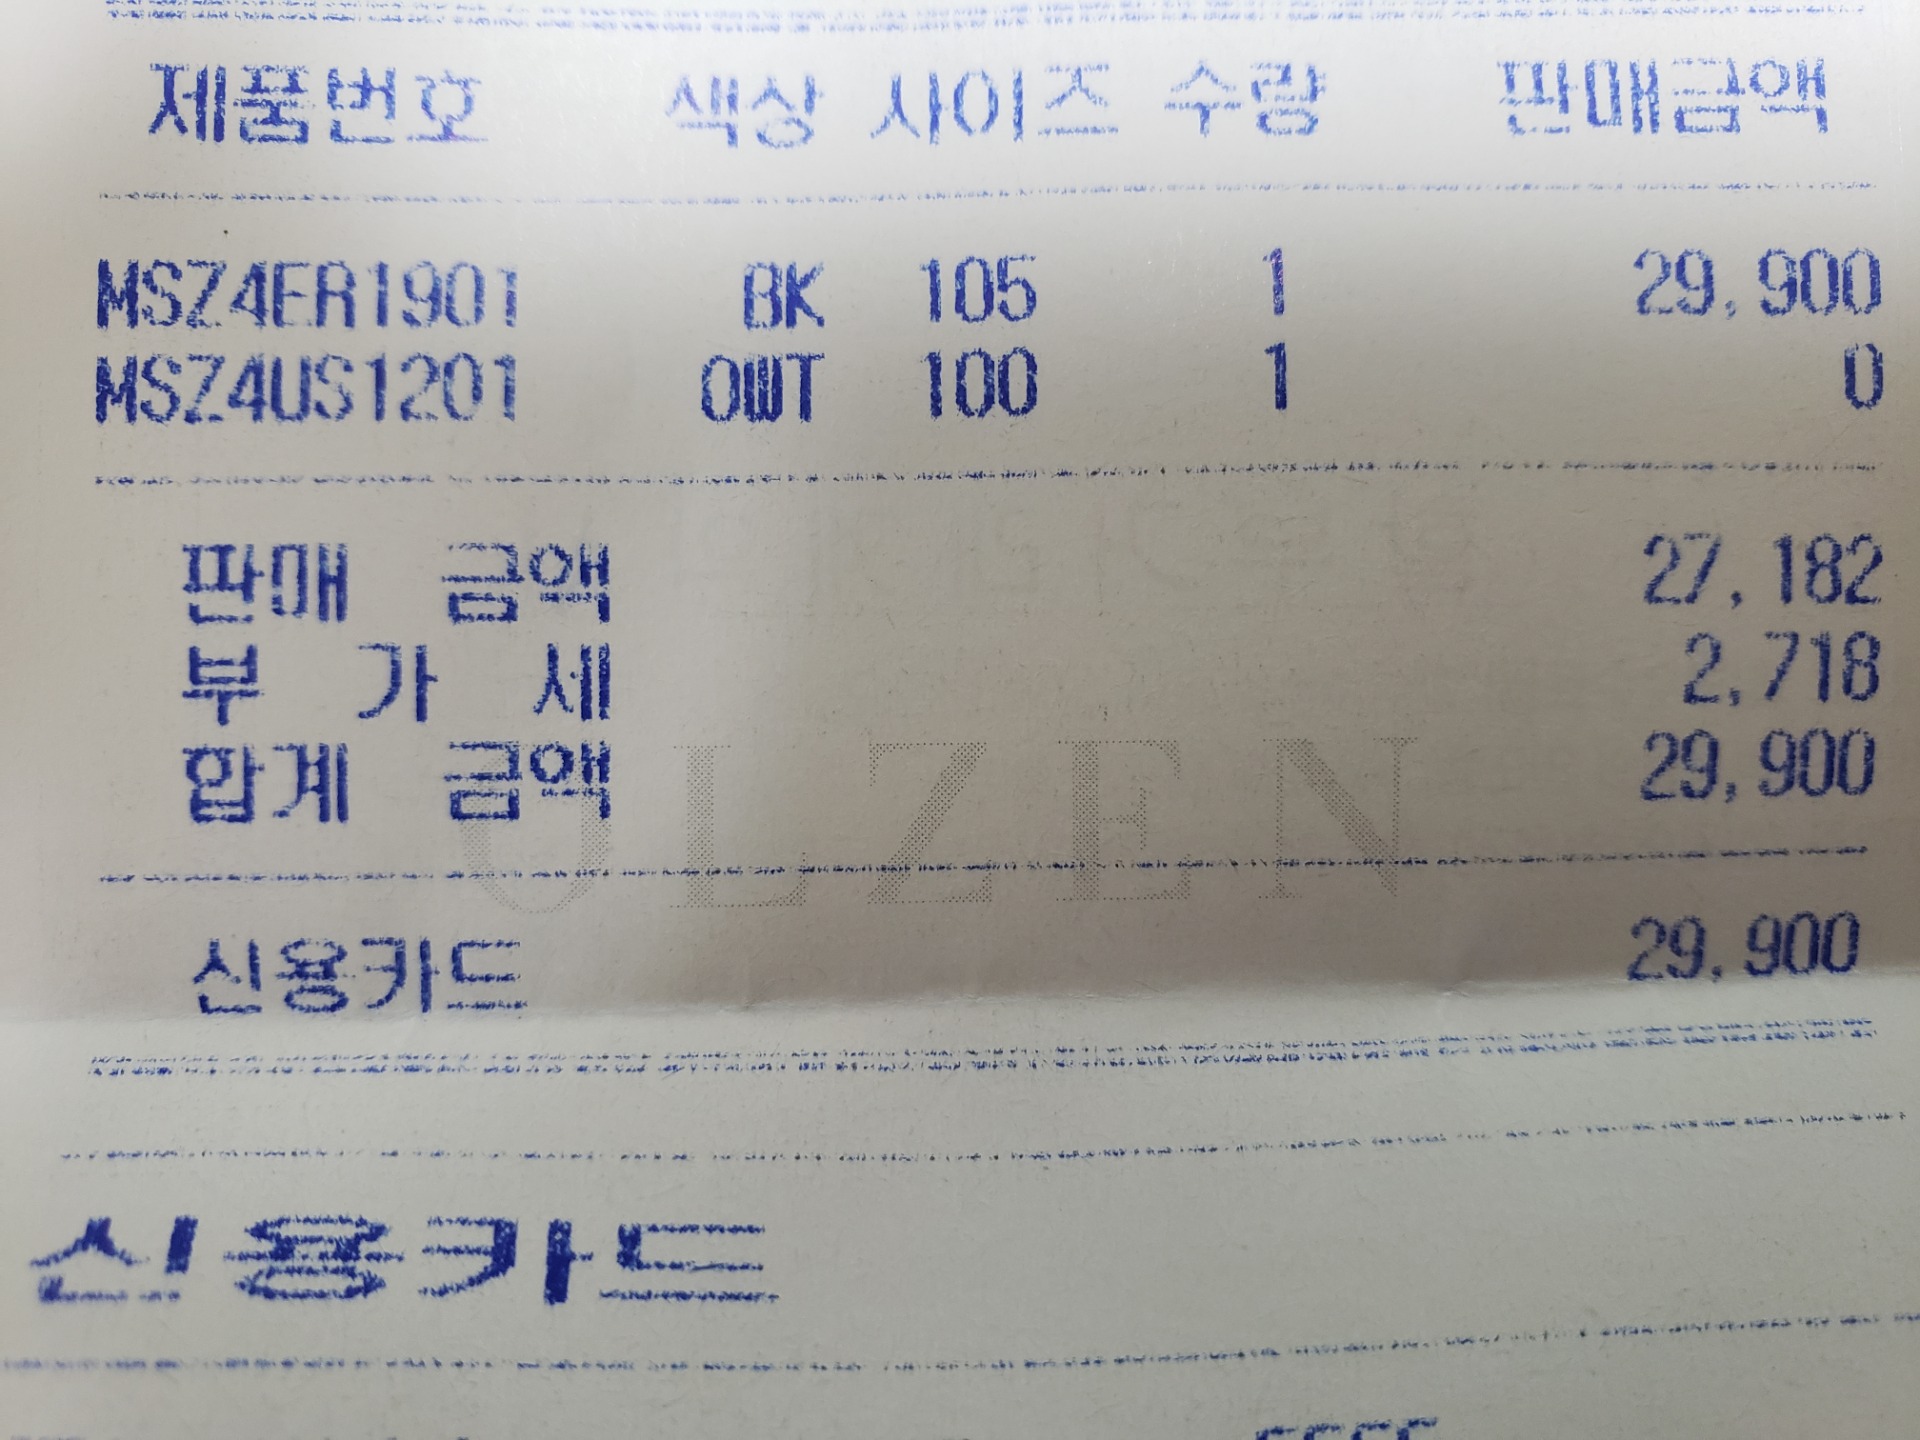 제품번호 색상 사이즈 수량 판매금액
MSZ4ER1901 BK 105 1 29,900
MSZ4US1201 OWT 100 1 0
판매 금액 27,182
부 가 세 2,718
합계 금액 29,900
OLZEN
신용카드 29,900
신용카드